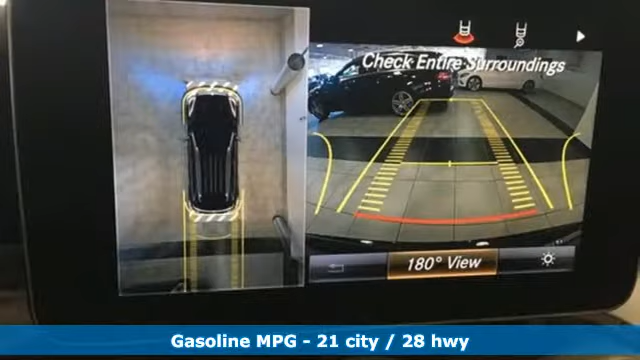 Check Entire Surroundings
180° View
Gasoline MPG - 21 city / 28 hwy